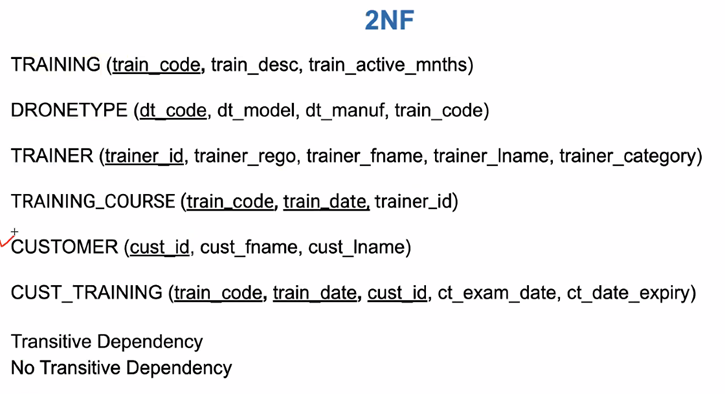 2NF
TRAINING (train_code, train_desc, train_active_mnths)
DRONETYPE (dt_code, dt_model, dt_manuf, train_code)
TRAINER (trainer_id, trainer_rego, trainer_fname, trainer_lname, trainer_category)
TRAINING_COURSE (train_code, train_date, trainer_id)
CUSTOMER (cust_id, cust_fname, cust_lname)
CUST_TRAINING (train_code, train_date, cust_id, ct_exam_date, ct_date_expiry)
Transitive Dependency
No Transitive Dependency